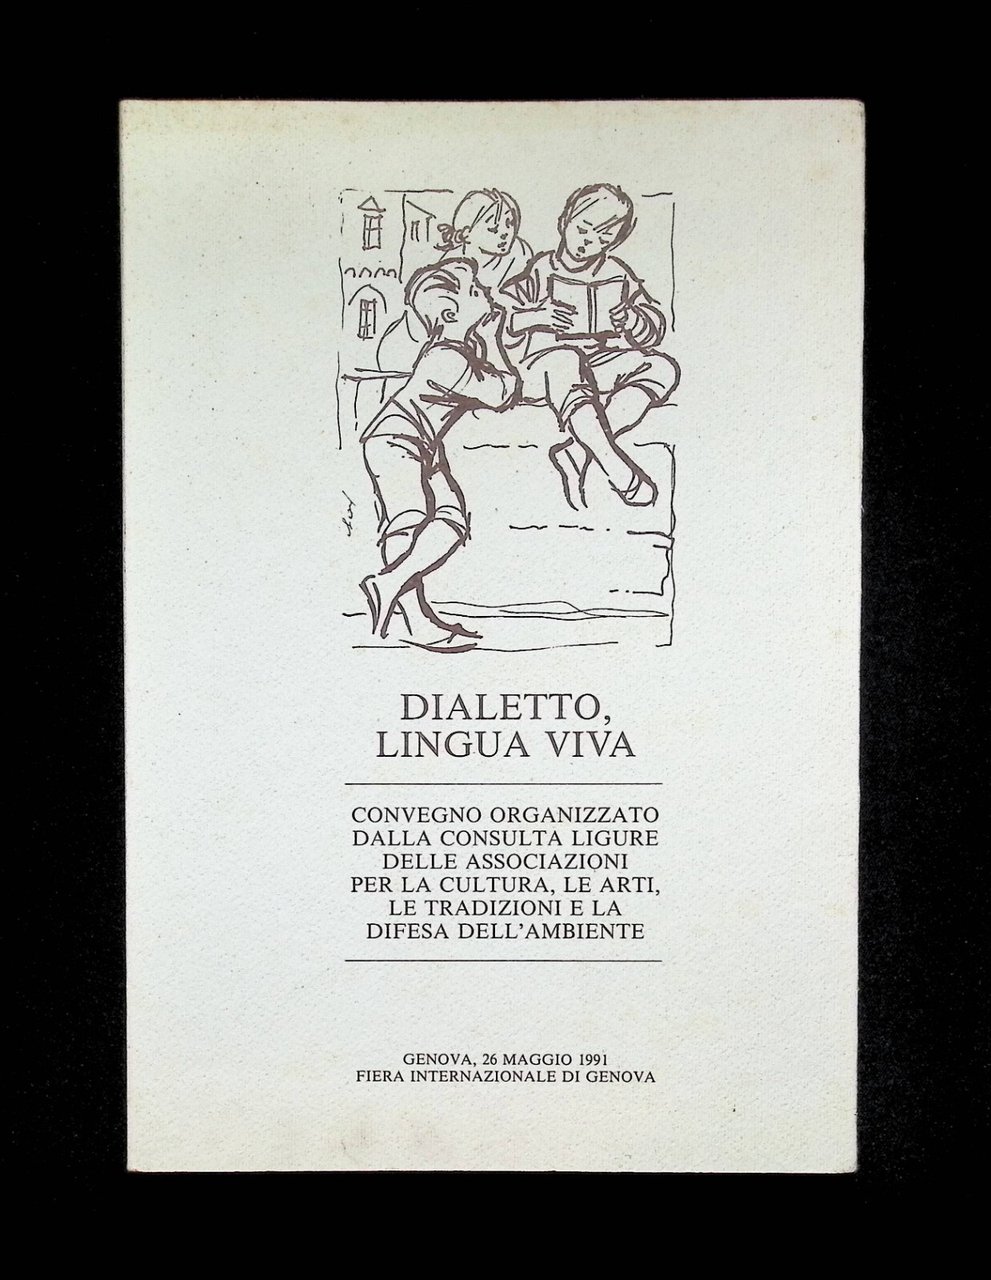 DIALETTO,
LINGUA VIVA
CONVEGNO ORGANIZZATO
DALLA CONSULTA LIGURE
DELLE ASSOCIAZIONI
PER LA CULTURA, LE ARTI,
LE TRADIZIONI E LA
DIFESA DELL'AMBIENTE
GENOVA, 26 MAGGIO 1991
FIERA INTERNAZIONALE DI GENOVA